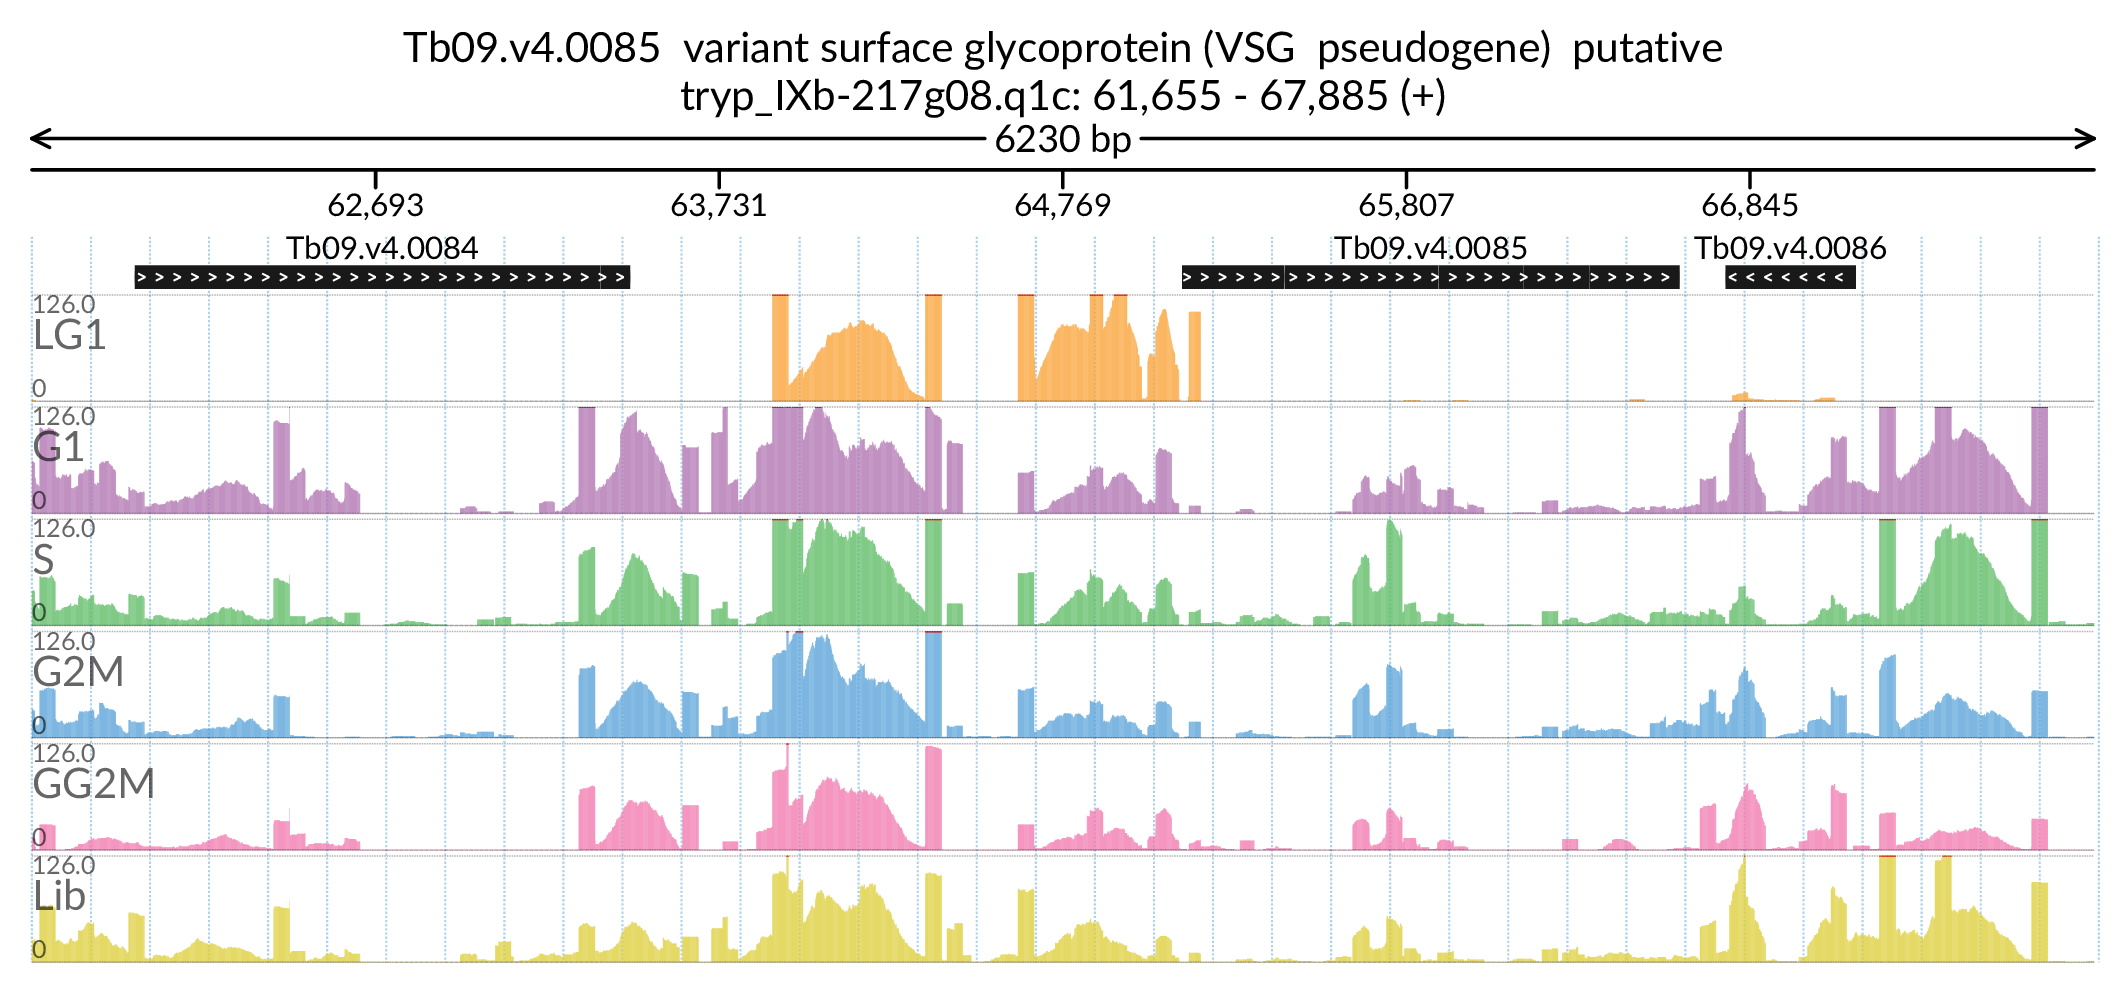 Tb09.v4.0085 variant surface glycoprotein (VSG pseudogene) putative
tryp_IXb-217g08.q1c: 61,655 - 67,885 (+)
6230 bp
62,693 63,731 64,769 65,807 66,845
Tb09.v4.0084 Tb09.v4.0085 Tb09.v4.0086
126.0
LG1
0
126.0
G1
0
126.0
S
0
126.0
G2M
0
126.0
GG2M
0
126.0
Lib
0